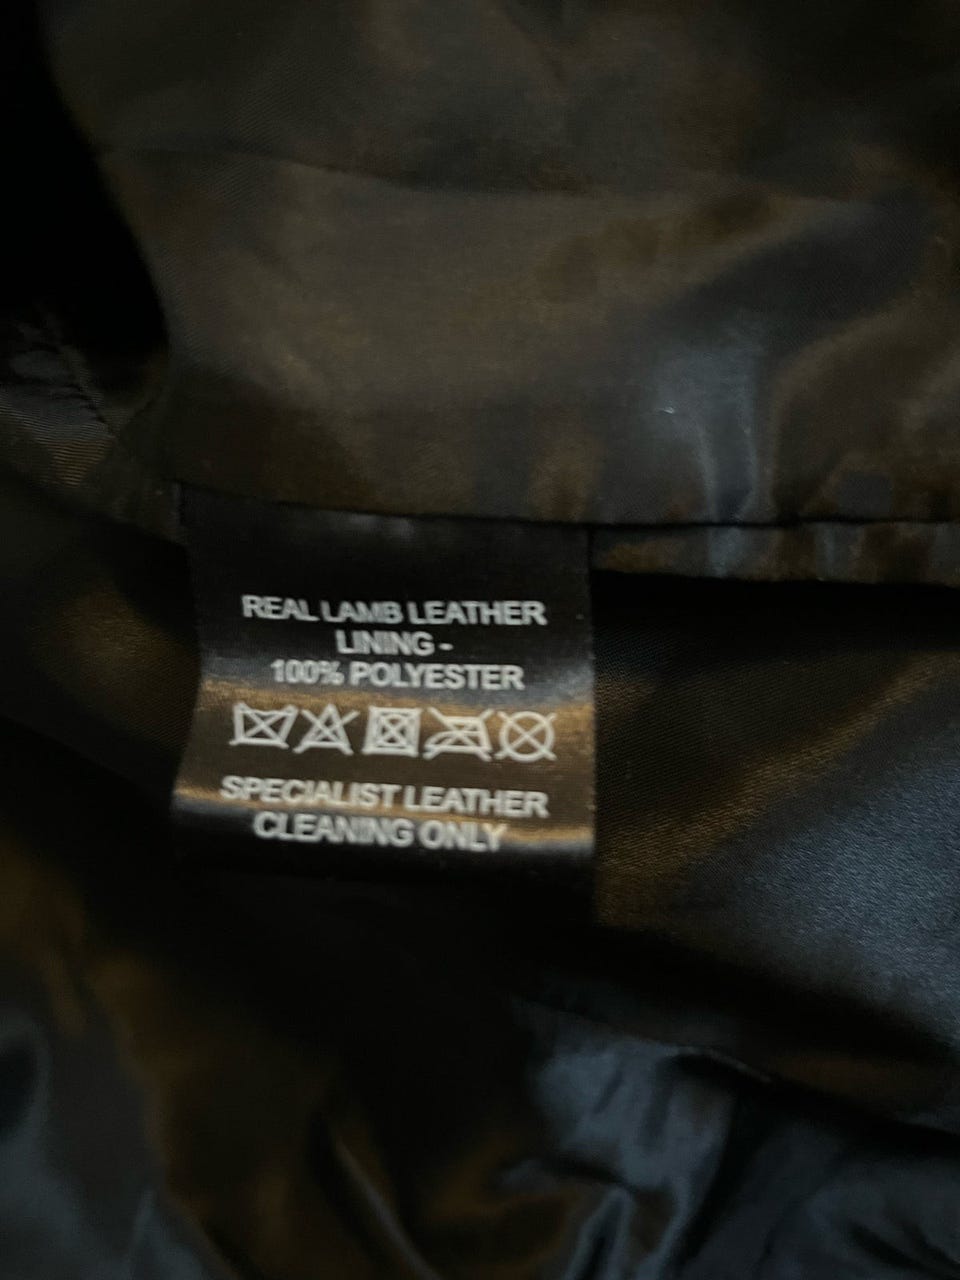 REAL LAMB LEATHER
LINING -
100% POLYESTER
SPECIALIST LEATHER
CLEANING ONLY